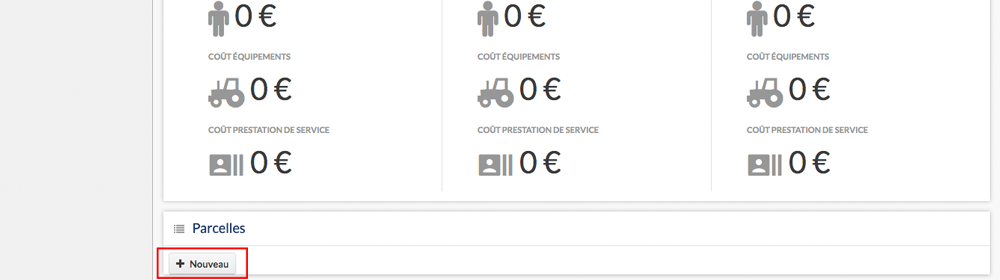 0 € 0 € 0 €
COÛT ÉQUIPEMENTS COÛT ÉQUIPEMENTS COÛT ÉQUIPEMENTS
0 € 0 € 0 €
COÛT PRESTATION DE SERVICE COÛT PRESTATION DE SERVICE COÛT PRESTATION DE SERVICE
0 € 0 € 0 €
Parcelles
+ Nouveau